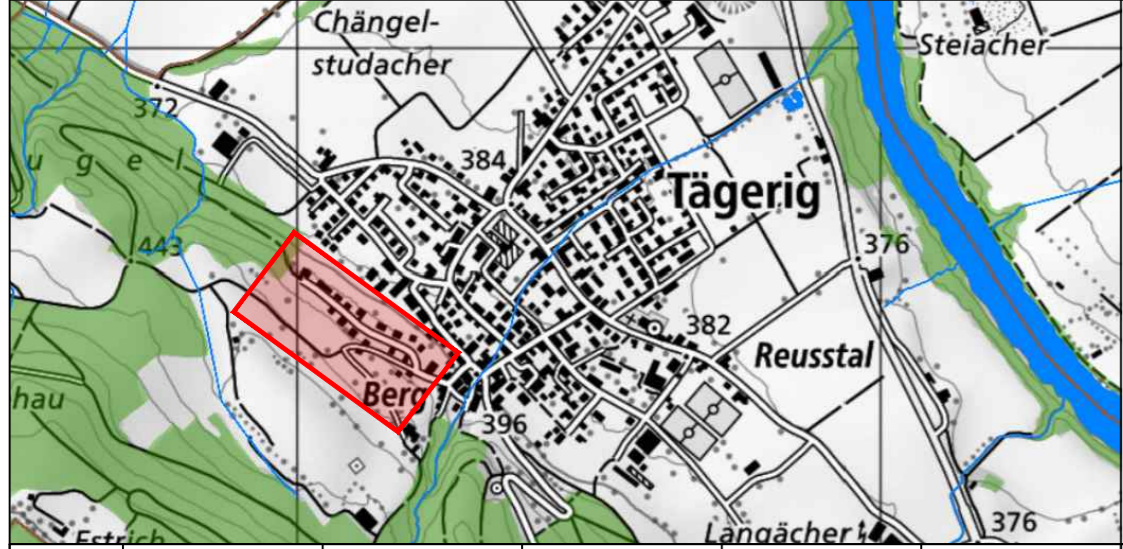 Chängel-
studacher
Steiacher
372
384
u g e l
Tägerig
443
376
382
Reusstal
Berg
hau
396
Langächer
376
Estrich